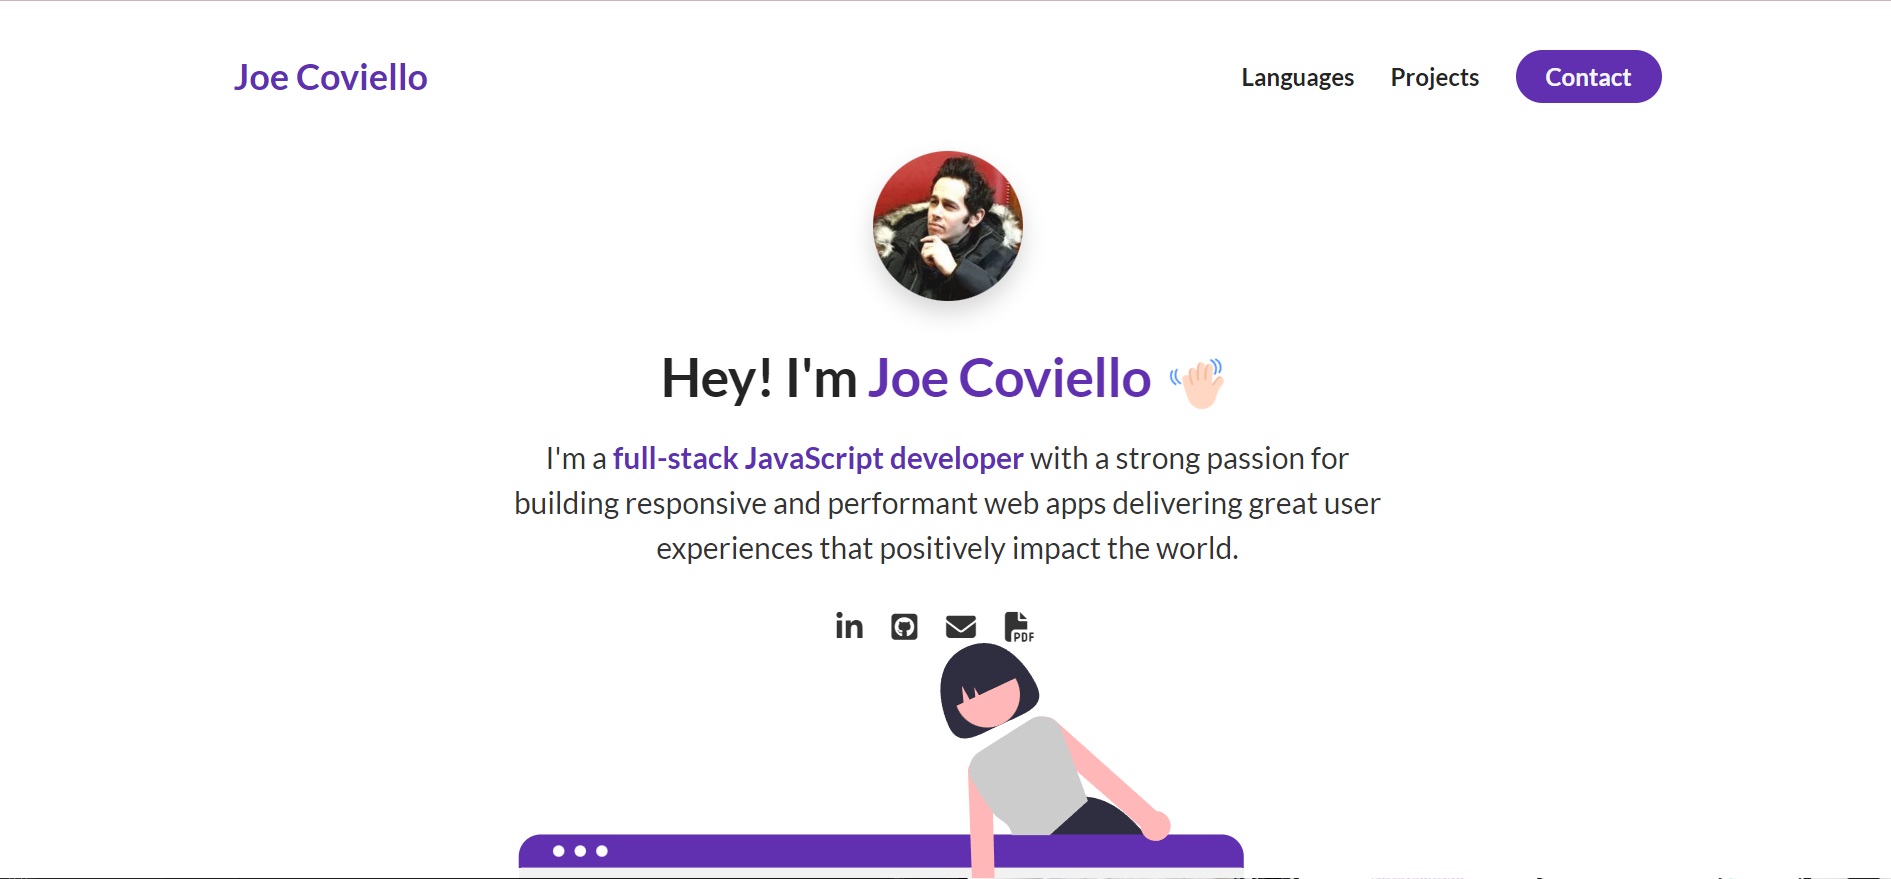 Joe Coviello
Languages Projects Contact
Hey! I'm Joe Coviello
I'm a full-stack JavaScript developer with a strong passion for
building responsive and performant web apps delivering great user
experiences that positively impact the world.
in
PDF